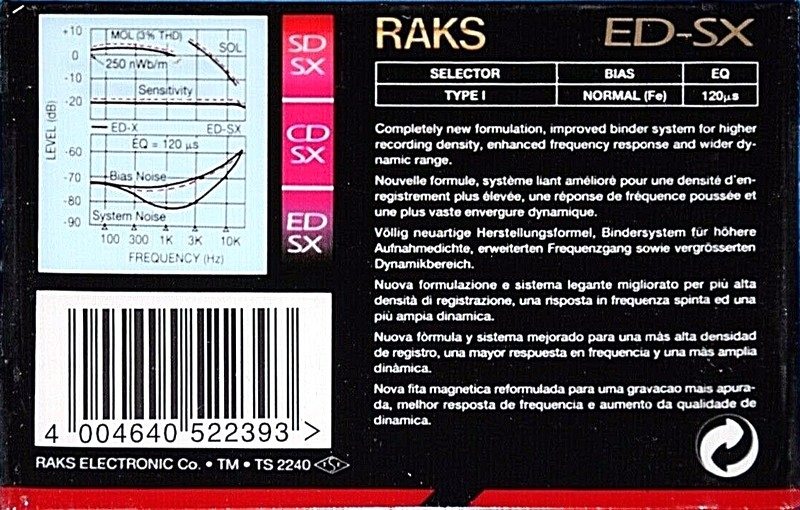 +10
0
-10
-20
-60
-70
-80
-90
LEVEL (dB)
MOL (3% THD)
SOL
250 nWb/m
Sensitivity
ED-X
ED-SX
EQ = 120 µs
Bias Noise
System Noise
100 300 1K 3K 10K
FREQUENCY (Hz)
SD
SX
CD
SX
ED
SX
4 004640 522393 >
RAKS ELECTRONIC Co. • TM • TS 2240
RAKS ED-SX
SELECTOR BIAS EQ
TYPE I NORMAL (Fe) 120µs
Completely new formulation, improved binder system for higher
recording density, enhanced frequency response and wider dy-
namic range.
Nouvelle formule, système liant amélioré pour une densité d'en-
registrement plus élevée, une réponse de fréquence poussée et
une plus vaste envergure dynamique.
Völlig neuartige Herstellungsformel, Bindersystem für höhere
Aufnahmedichte, erweiterten Frequenzgang sowie vergrösserten
Dynamikbereich.
Nuova formulazione e sistema legante migliorato per più alta
densità di registrazione, una risposta in frequenza spinta ed una
più ampia dinamica.
Nuova fòrmula y sistema mejorado para una màs alta densidad
de registro, una mayor respuesta en frequencia y una màs amplia
dinàmica.
Nova fita magnetica reformulada para uma gravacao mais apura-
da, melhor resposta de frequencia e aumento da qualidade de
dinamica.